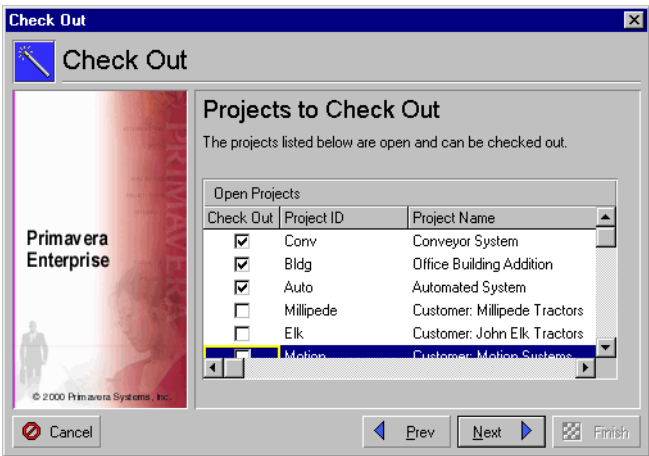 Check Out
Check Out
Projects to Check Out
The projects listed below are open and can be checked out.
Open Projects
Check Out Project ID Project Name
Conv Conveyor System
Bldg Office Building Addition
Auto Automated System
Millipede Customer: Millipede Tractors
Elk Customer: John Elk Tractors
Motion Customer: Motion Systems
PRIMAVERA
Primavera
Enterprise
© 2000 Primavera Systems, Inc.
Cancel
Prev
Next
Finish